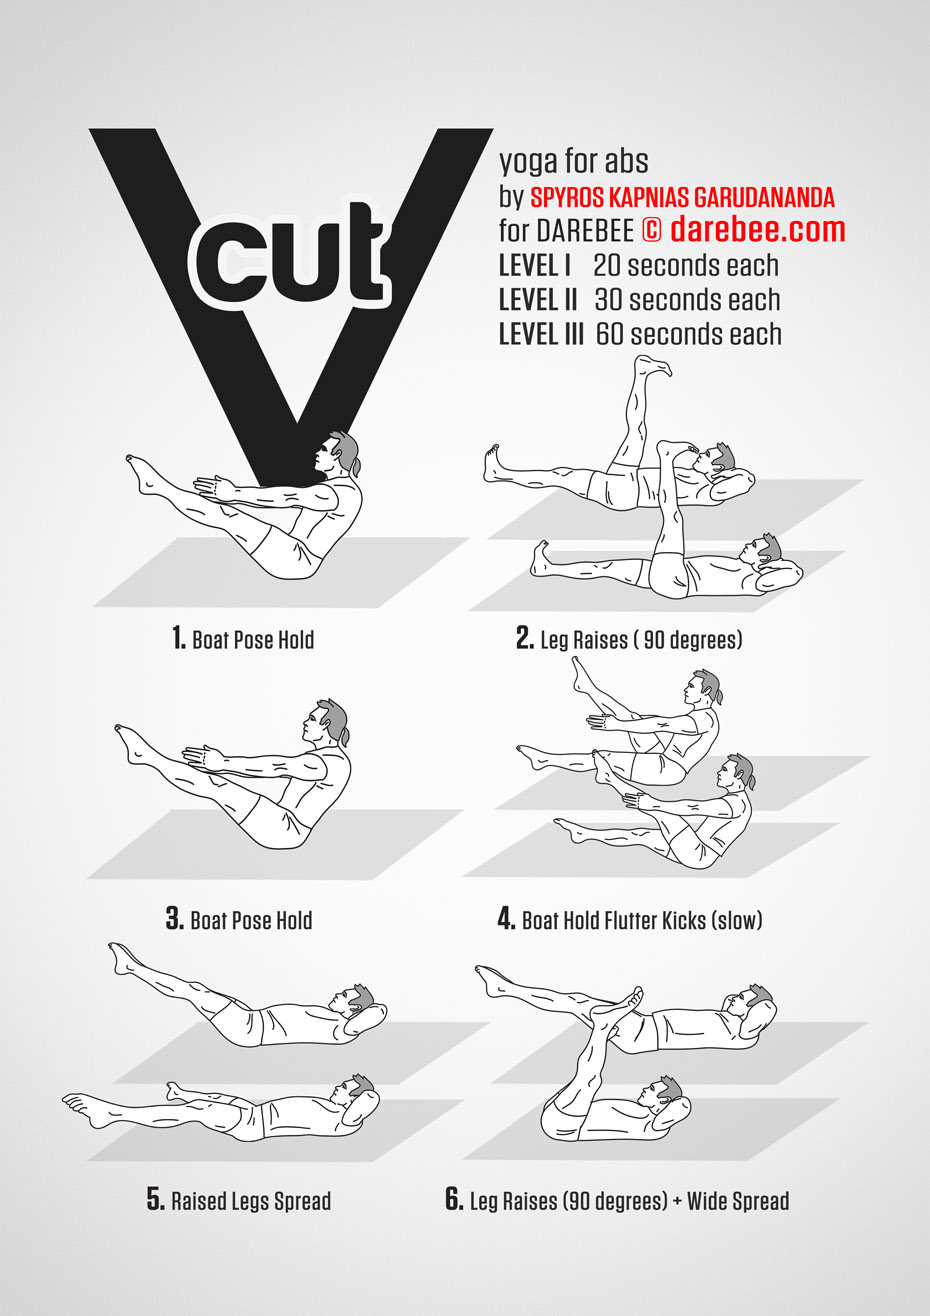 V
cut
yoga for abs
by SPYROS KAPNIAS GARUDANANDA
for DAREBEE © darebee.com
LEVEL I 20 seconds each
LEVEL II 30 seconds each
LEVEL III 60 seconds each
1. Boat Pose Hold
2. Leg Raises ( 90 degrees)
3. Boat Pose Hold
4. Boat Hold Flutter Kicks (slow)
5. Raised Legs Spread
6. Leg Raises (90 degrees) + Wide Spread